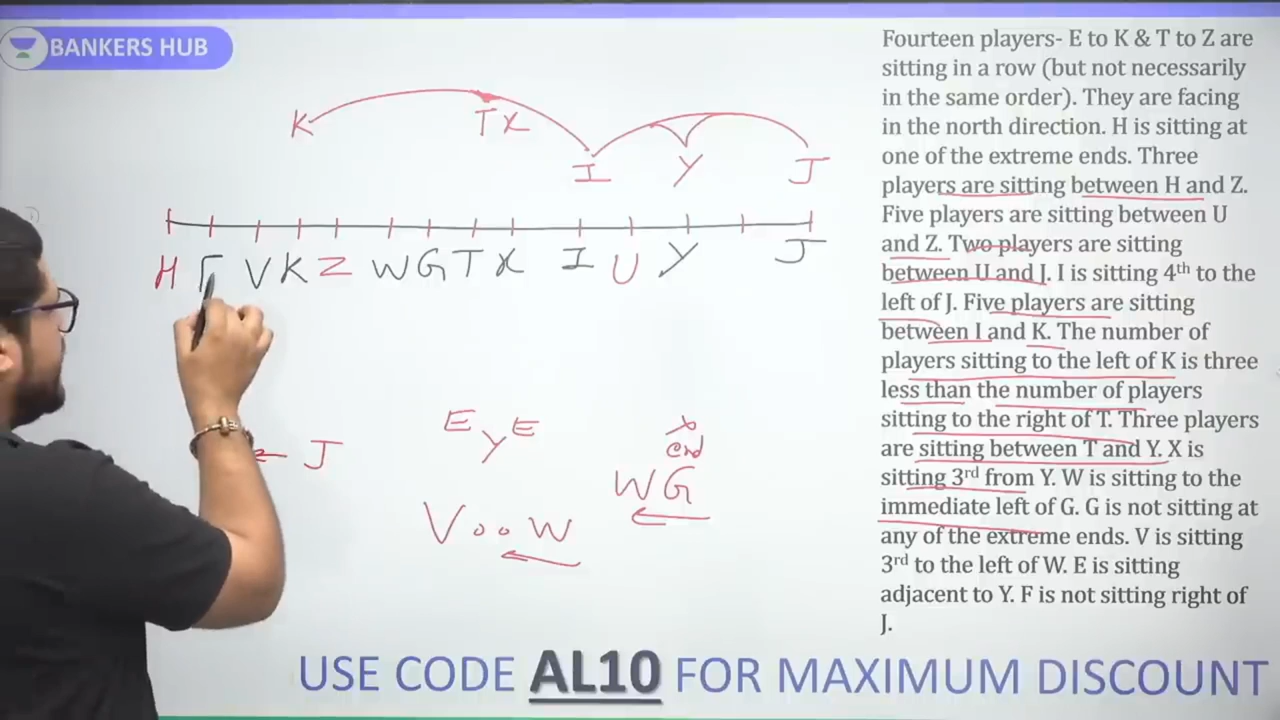 BANKERS HUB
Fourteen players- E to K & T to Z are
sitting in a row (but not necessarily
in the same order). They are facing
in the north direction. H is sitting at
one of the extreme ends. Three
players are sitting between H and Z.
Five players are sitting between U
and Z. Two players are sitting
between U and J. I is sitting 4th to the
left of J. Five players are sitting
between I and K. The number of
players sitting to the left of K is three
less than the number of players
sitting to the right of T. Three players
are sitting between T and Y. X is
sitting 3rd from Y. W is sitting to the
immediate left of G. G is not sitting at
any of the extreme ends. V is sitting
3rd to the left of W. E is sitting
adjacent to Y. F is not sitting right of
J.
K T X
I Y J
H V K Z W G T X I U Y J
E Y E
end
J
W G
V o o W
USE CODE AL10 FOR MAXIMUM DISCOUNT